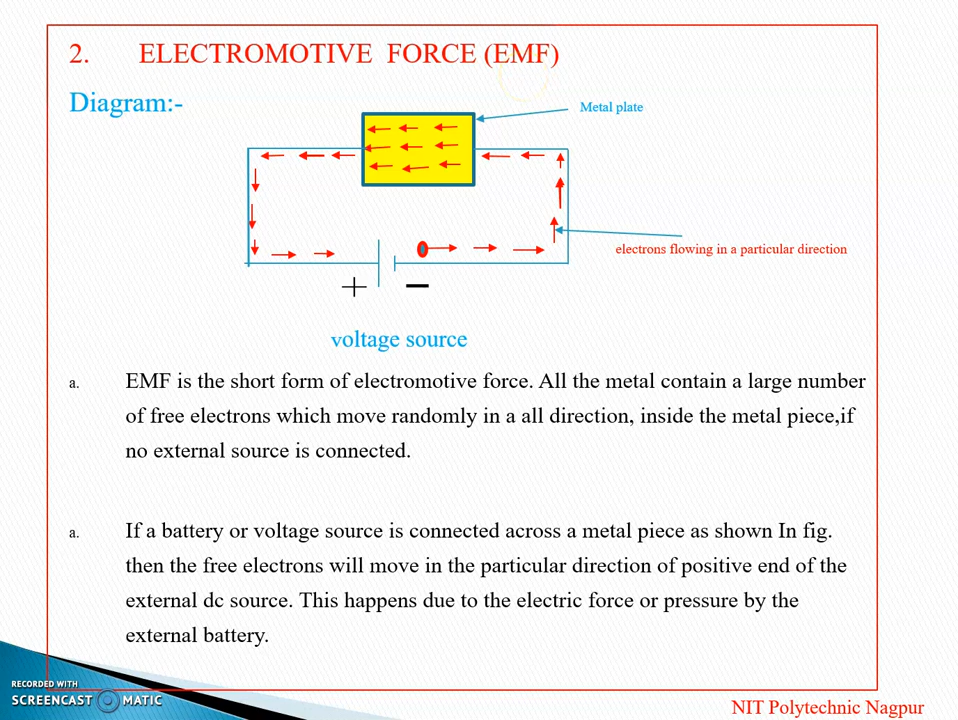 2. ELECTROMOTIVE FORCE (EMF)
Diagram:-
Metal plate
electrons flowing in a particular direction
+ −
voltage source
a. EMF is the short form of electromotive force. All the metal contain a large number
of free electrons which move randomly in a all direction, inside the metal piece,if
no external source is connected.
a. If a battery or voltage source is connected across a metal piece as shown In fig.
then the free electrons will move in the particular direction of positive end of the
external dc source. This happens due to the electric force or pressure by the
external battery.
RECORDED WITH
SCREENCAST MATIC
NIT Polytechnic Nagpur